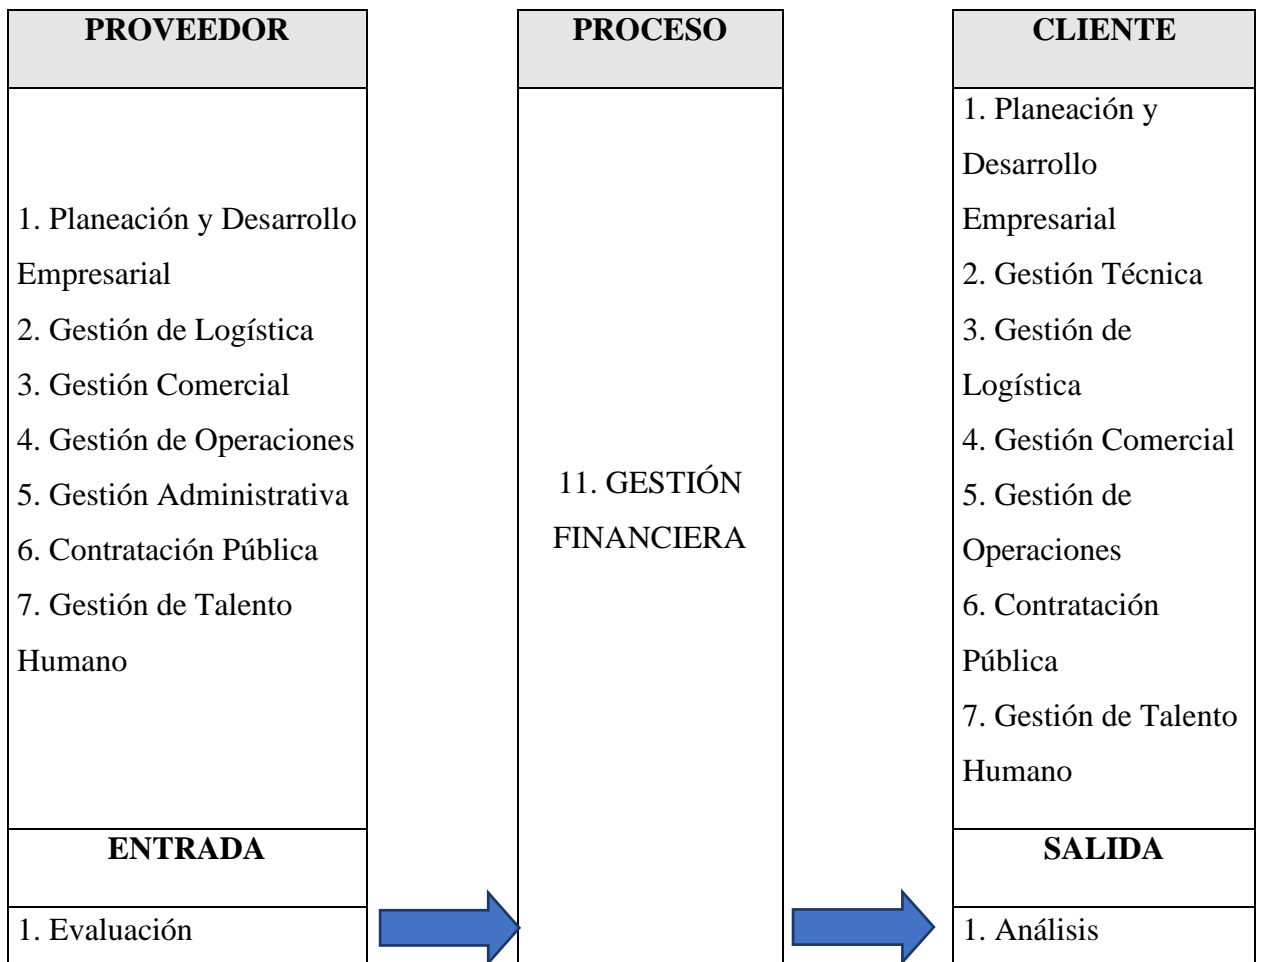 PROVEEDOR
1. Planeación y Desarrollo
Empresarial
2. Gestión de Logística
3. Gestión Comercial
4. Gestión de Operaciones
5. Gestión Administrativa
6. Contratación Pública
7. Gestión de Talento
Humano
ENTRADA
1. Evaluación
PROCESO
11. GESTIÓN
FINANCIERA
CLIENTE
1. Planeación y
Desarrollo
Empresarial
2. Gestión Técnica
3. Gestión de
Logística
4. Gestión Comercial
5. Gestión de
Operaciones
6. Contratación
Pública
7. Gestión de Talento
Humano
SALIDA
1. Análisis